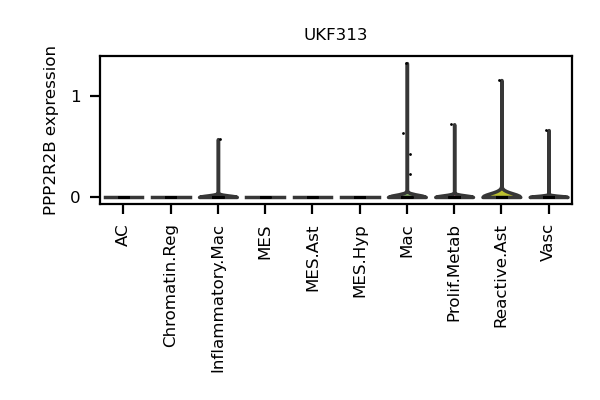 UKF313
PPP2R2B expression
1
0
AC
Chromatin.Reg
Inflammatory.Mac
MES
MES.Ast
MES.Hyp
Mac
Prolif.Metab
Reactive.Ast
Vasc